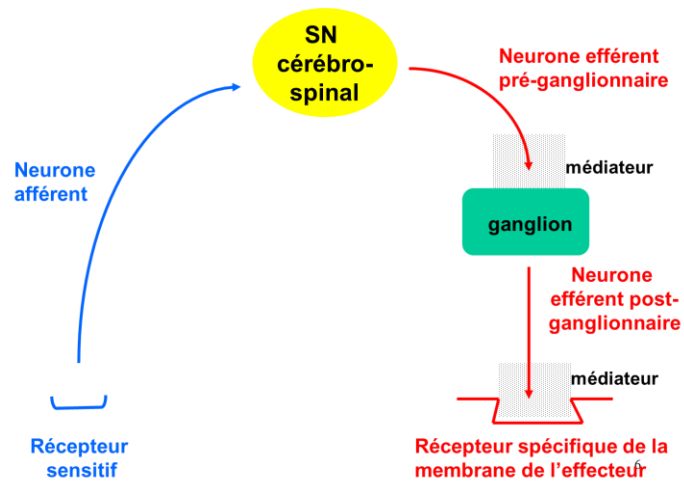 SN
cérébro-
spinal
Neurone efférent
pré-ganglionnaire
Neurone
afférent
médiateur
ganglion
Neurone
efférent post-
ganglionnaire
médiateur
Récepteur
sensitif
Récepteur spécifique de la
membrane de l'effecteur
6